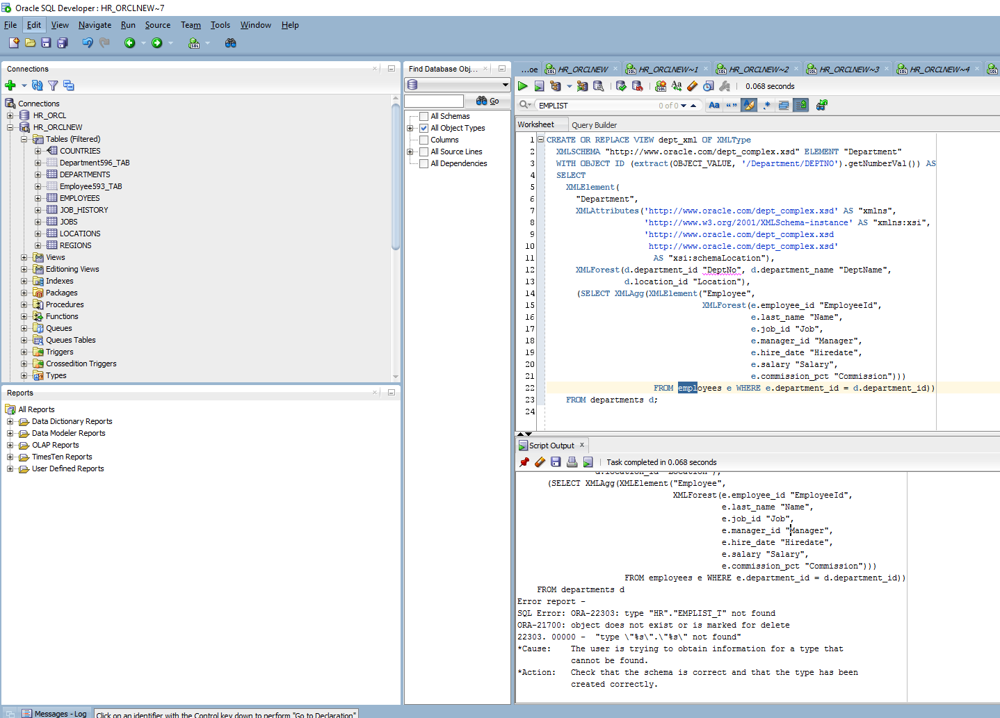 Oracle SQL Developer : HR_ORCLNEW~7
File Edit View Navigate Run Source Team Tools Window Help
Connections
Connections
HR_ORCL
HR_ORCLNEW
Tables (Filtered)
COUNTRIES
Department596_TAB
DEPARTMENTS
Employee593_TAB
EMPLOYEES
JOB_HISTORY
JOBS
LOCATIONS
REGIONS
Views
Editioning Views
Indexes
Packages
Procedures
Functions
Queues
Queues Tables
Triggers
Crossedition Triggers
Types
Reports
All Reports
Data Dictionary Reports
Data Modeler Reports
OLAP Reports
TimesTen Reports
User Defined Reports
Find Database Obj...
Go
All Schemas
All Object Types
Columns
All Source Lines
All Dependencies
...oe HR_ORCLNEW HR_ORCLNEW~1 HR_ORCLNEW~2 HR_ORCLNEW~3 HR_ORCLNEW~4
0.068 seconds
EMPLIST 0 of 0 Aa
Worksheet Query Builder
1 CREATE OR REPLACE VIEW dept_xml OF XMLType
2 XMLSCHEMA "http://www.oracle.com/dept_complex.xsd" ELEMENT "Department"
3 WITH OBJECT ID (extract(OBJECT_VALUE, '/Department/DEPTNO').getNumberVal()) AS
4 SELECT
5 XMLElement(
6 "Department",
7 XMLAttributes('http://www.oracle.com/dept_complex.xsd' AS "xmlns",
8 'http://www.w3.org/2001/XMLSchema-instance' AS "xmlns:xsi",
9 'http://www.oracle.com/dept_complex.xsd
10 http://www.oracle.com/dept_complex.xsd'
11 AS "xsi:schemaLocation"),
12 XMLForest(d.department_id "DeptNo", d.department_name "DeptName",
13 d.location_id "Location"),
14 (SELECT XMLAgg(XMLElement("Employee",
15 XMLForest(e.employee_id "EmployeeId",
16 e.last_name "Name",
17 e.job_id "Job",
18 e.manager_id "Manager",
19 e.hire_date "Hiredate",
20 e.salary "Salary",
21 e.commission_pct "Commission")))
22 FROM employees e WHERE e.department_id = d.department_id))
23 FROM departments d;
24
Script Output
Task completed in 0.068 seconds
d.location_id "Location"),
(SELECT XMLAgg(XMLElement("Employee",
XMLForest(e.employee_id "EmployeeId",
e.last_name "Name",
e.job_id "Job",
e.manager_id "Manager",
e.hire_date "Hiredate",
e.salary "Salary",
e.commission_pct "Commission")))
FROM employees e WHERE e.department_id = d.department_id))
FROM departments d
Error report -
SQL Error: ORA-22303: type "HR"."EMPLIST_T" not found
ORA-21700: object does not exist or is marked for delete
22303. 00000 - "type \"%s\".\"%s\" not found"
*Cause: The user is trying to obtain information for a type that
cannot be found.
*Action: Check that the schema is correct and that the type has been
created correctly.
Messages - Log
Click on an identifier with the Control key down to perform "Go to Declaration"